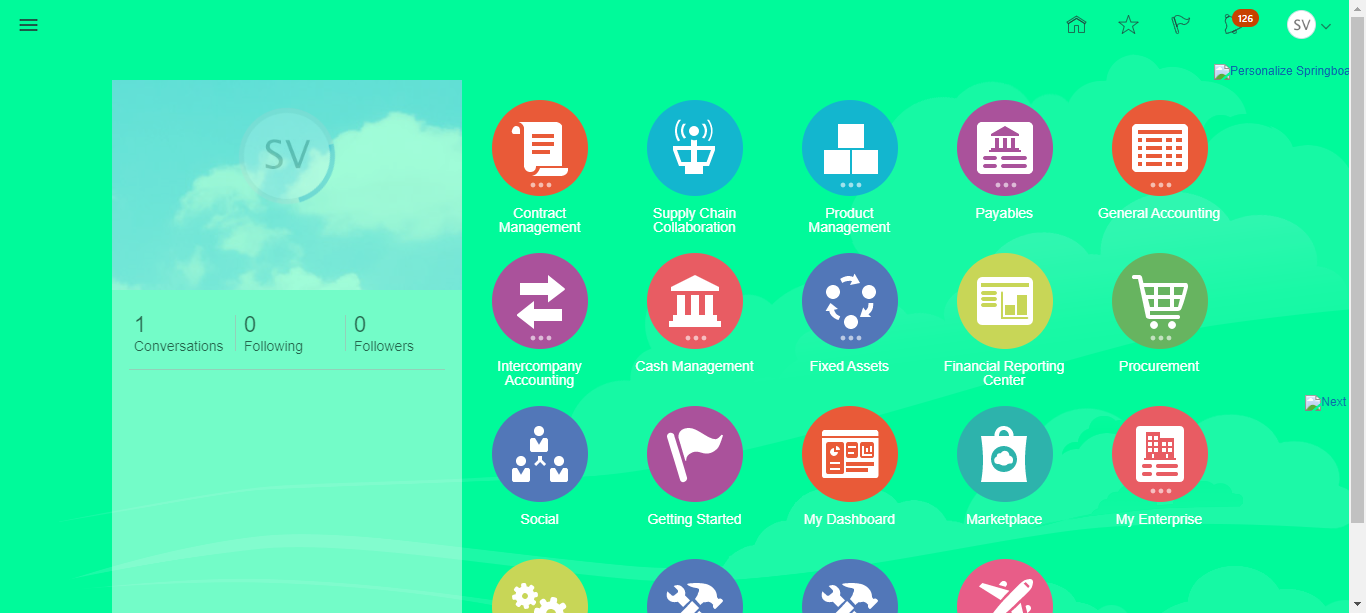 126
SV
Personalize Springboa
SV
1
Conversations
0
Following
0
Followers
Contract
Management
Supply Chain
Collaboration
Product
Management
Payables
General Accounting
Intercompany
Accounting
Cash Management
Fixed Assets
Financial Reporting
Center
Procurement
Next
Social
Getting Started
My Dashboard
Marketplace
My Enterprise